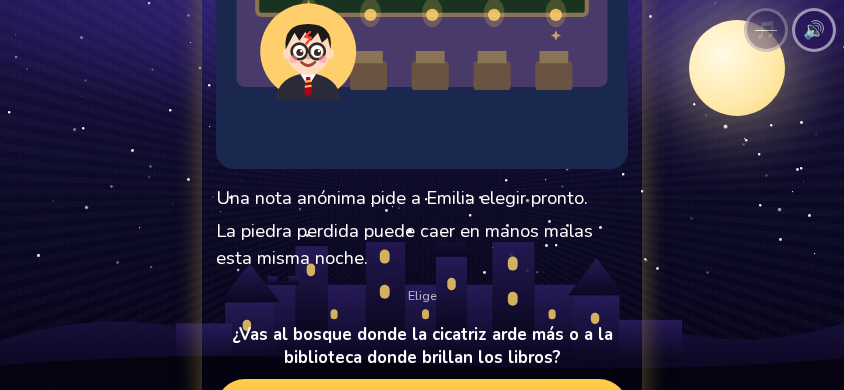 Una nota anónima pide a Emilia elegir pronto.
La piedra perdida puede caer en manos malas
esta misma noche.
Elige
¿Vas al bosque donde la cicatriz arde más o a la
biblioteca donde brillan los libros?